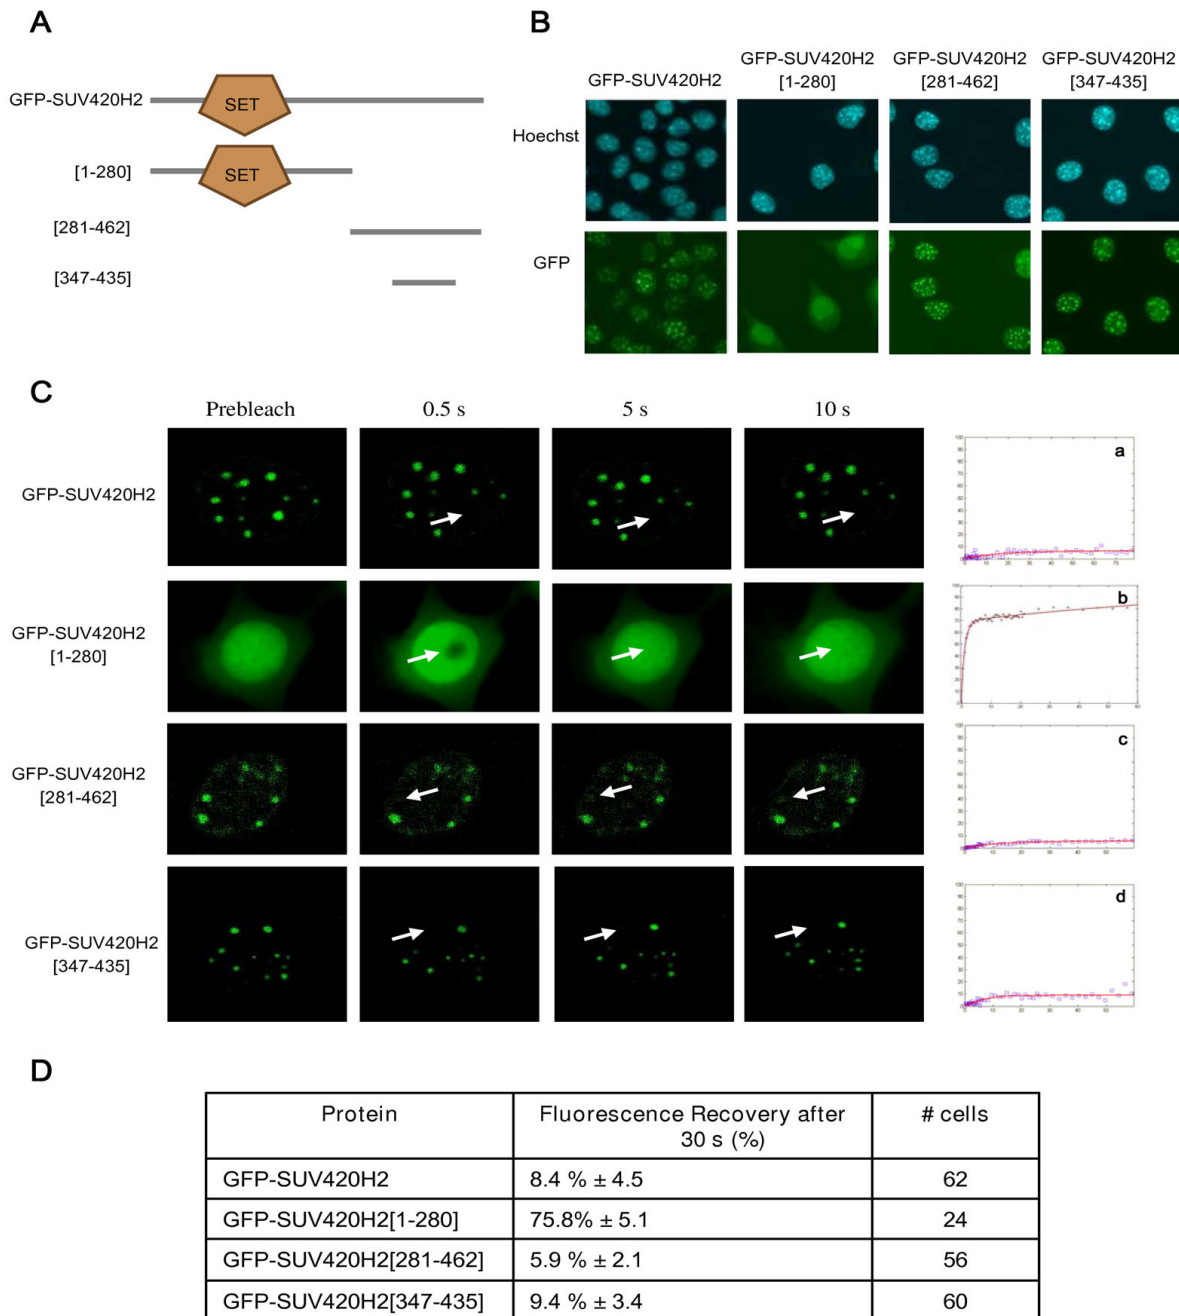 A
GFP-SUV420H2
SET
[1-280]
SET
[281-462]
[347-435]
B
GFP-SUV420H2
GFP-SUV420H2
[1-280]
GFP-SUV420H2
[281-462]
GFP-SUV420H2
[347-435]
Hoechst
GFP
C
Prebleach
0.5 s
5 s
10 s
GFP-SUV420H2
a
GFP-SUV420H2
[1-280]
b
GFP-SUV420H2
[281-462]
c
GFP-SUV420H2
[347-435]
d
D
Protein
Fluorescence Recovery after
30 s (%)
# cells
GFP-SUV420H2
8.4 % ± 4.5
62
GFP-SUV420H2[1-280]
75.8% ± 5.1
24
GFP-SUV420H2[281-462]
5.9 % ± 2.1
56
GFP-SUV420H2[347-435]
9.4 % ± 3.4
60